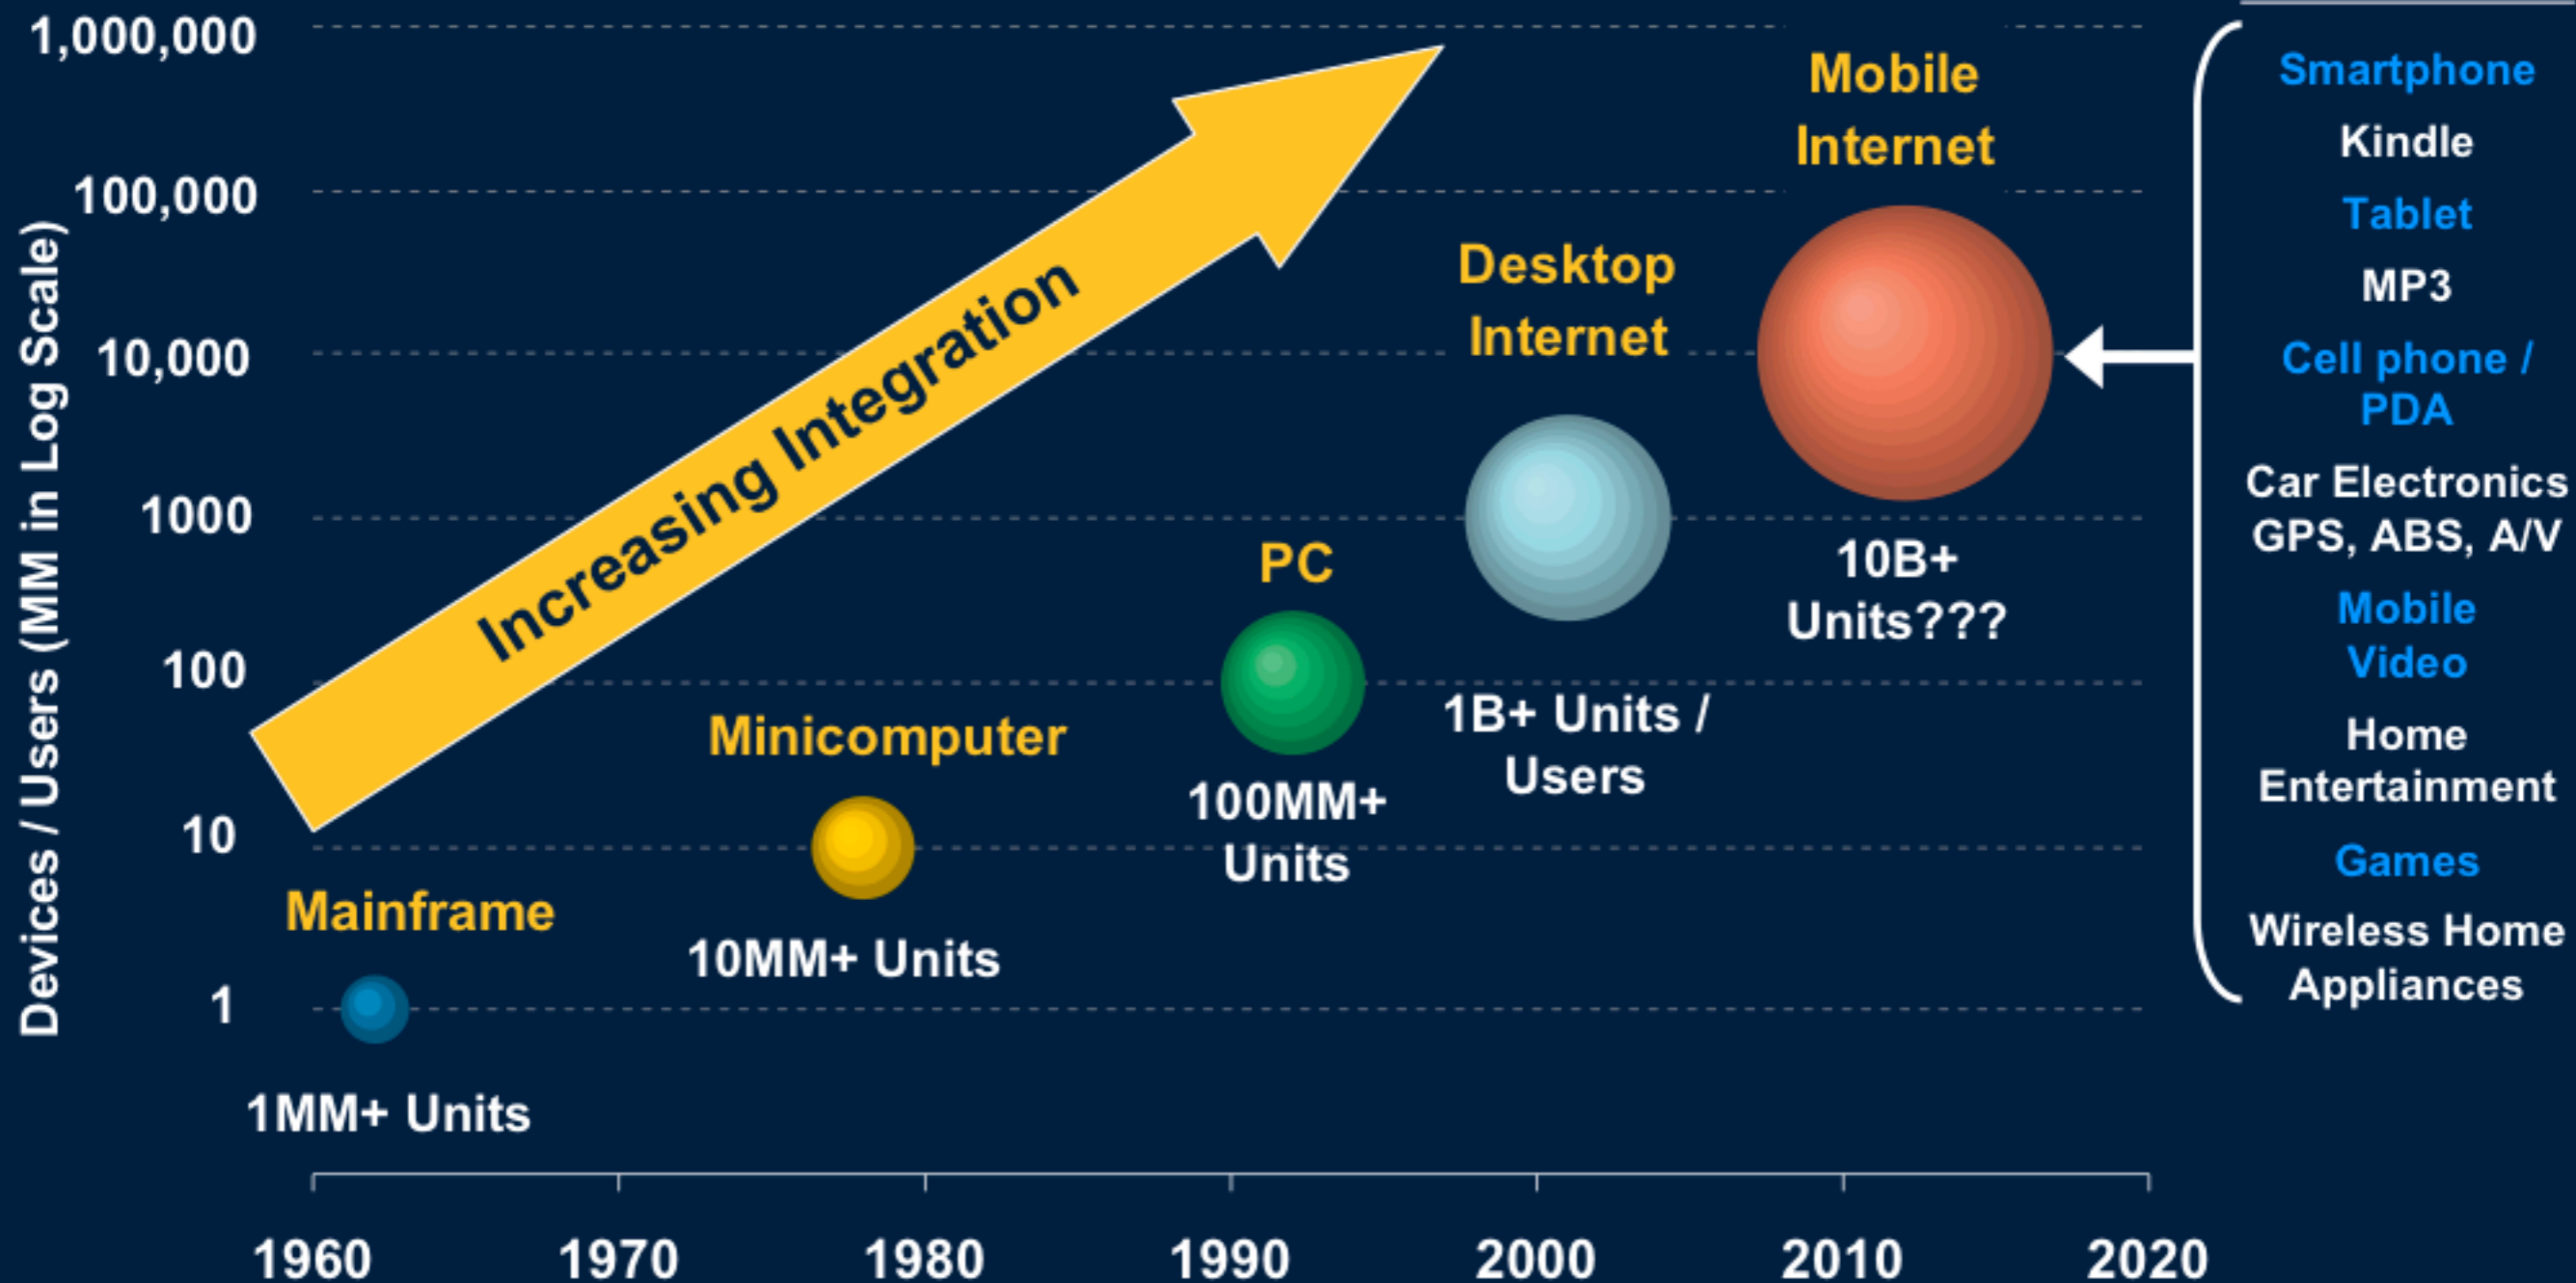 Devices / Users (MM in Log Scale)
1,000,000
100,000
10,000
1000
100
10
1
Increasing Integration
Mainframe
1MM+ Units
Minicomputer
10MM+ Units
PC
100MM+
Units
Desktop
Internet
1B+ Units /
Users
Mobile
Internet
10B+
Units???
Smartphone
Kindle
Tablet
MP3
Cell phone /
PDA
Car Electronics
GPS, ABS, A/V
Mobile
Video
Home
Entertainment
Games
Wireless Home
Appliances
1960
1970
1980
1990
2000
2010
2020